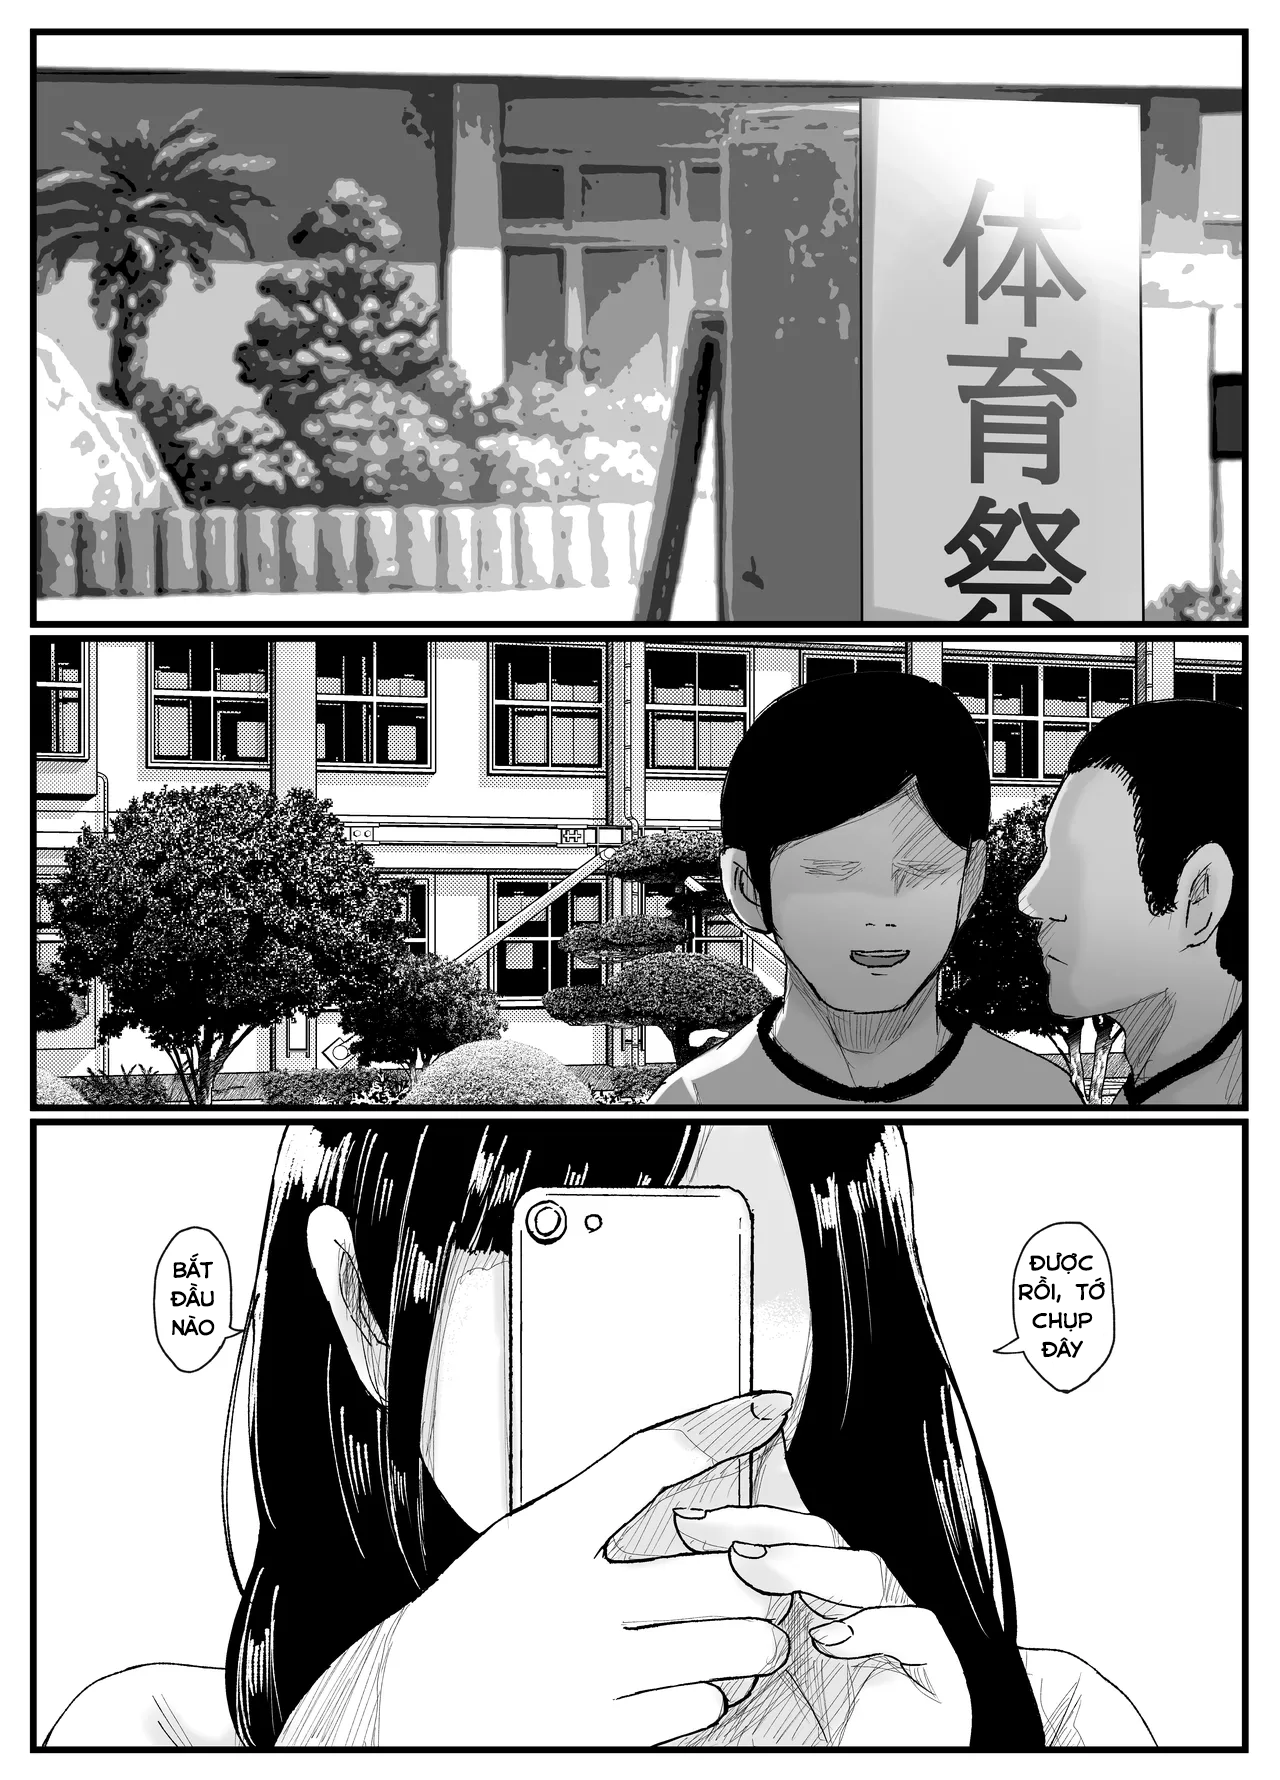 体育祭
ĐƯỢC
RỒI, TỚ
CHỤP
ĐÂY
BẮT
ĐẦU
NÀO